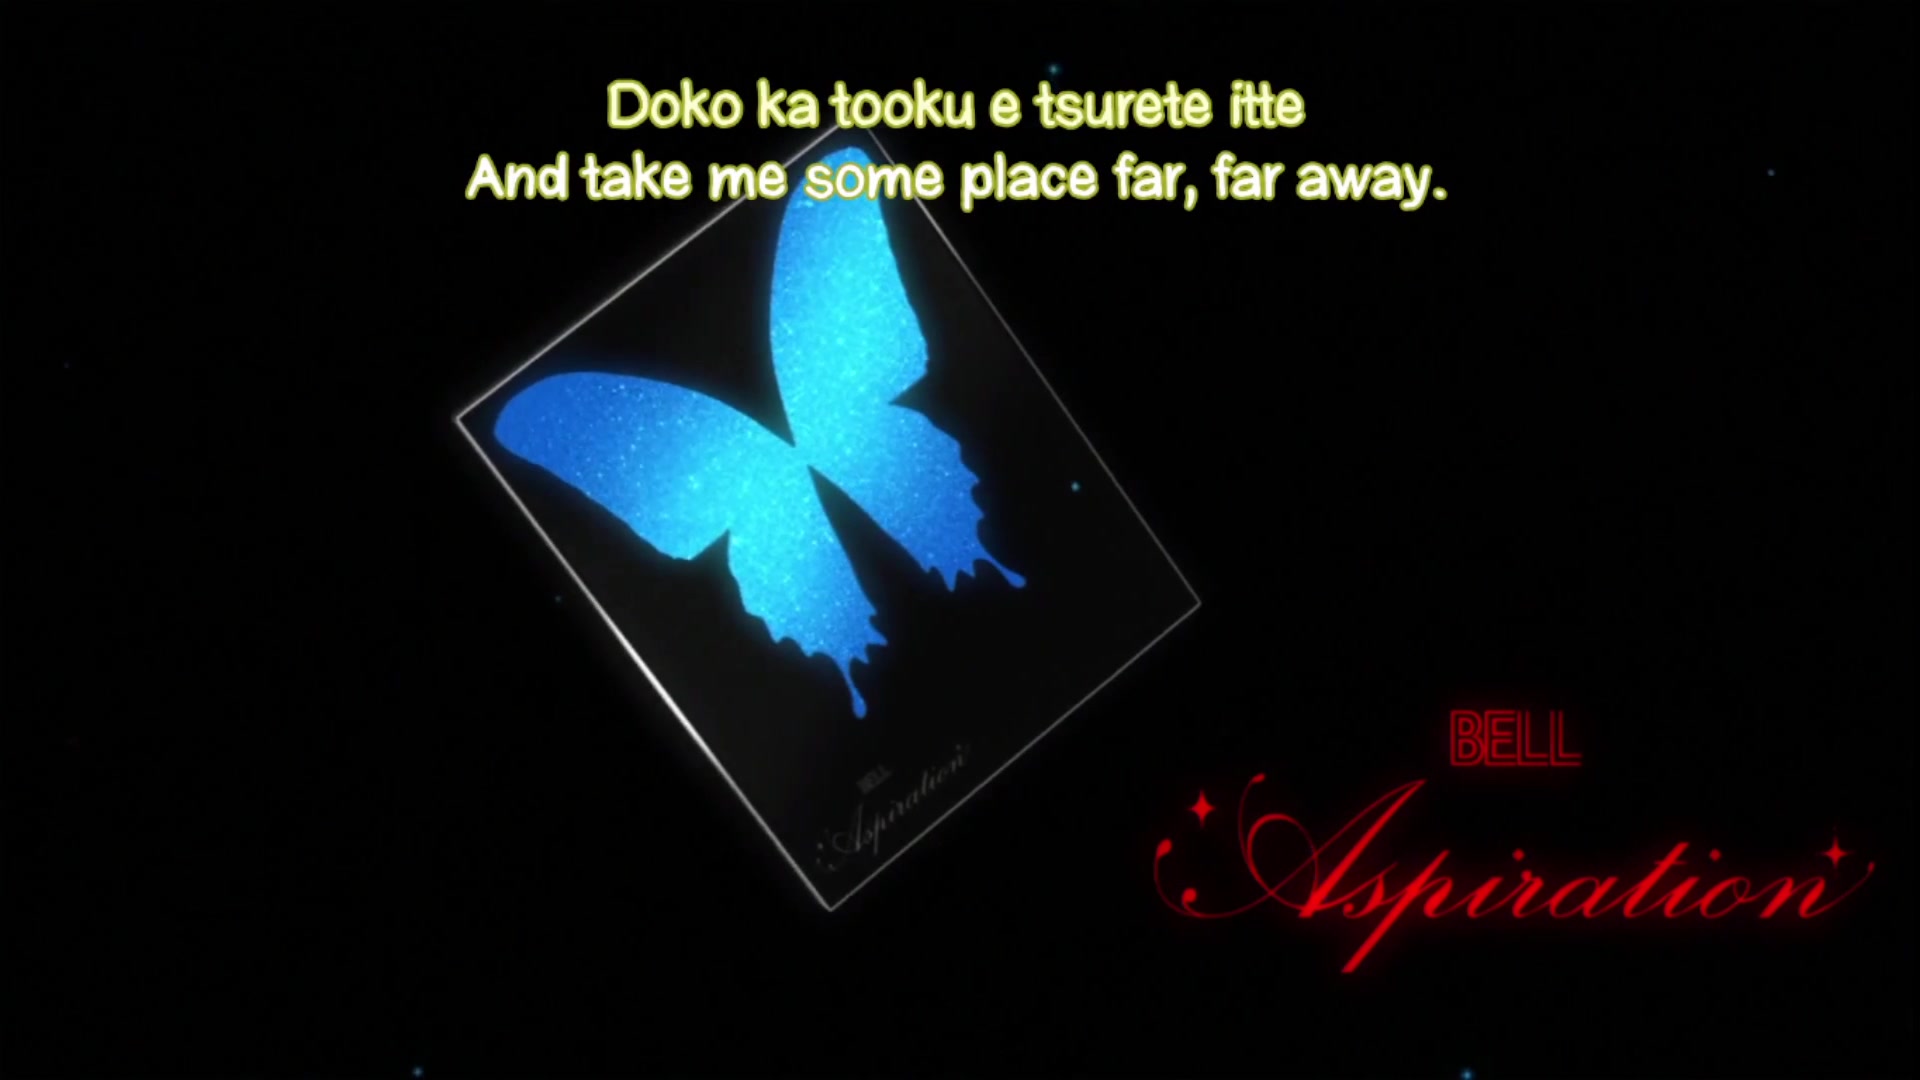 Doko ka tooku e tsurete itte
And take me some place far, far away.
BELL
Aspiration
BELL
Aspiration